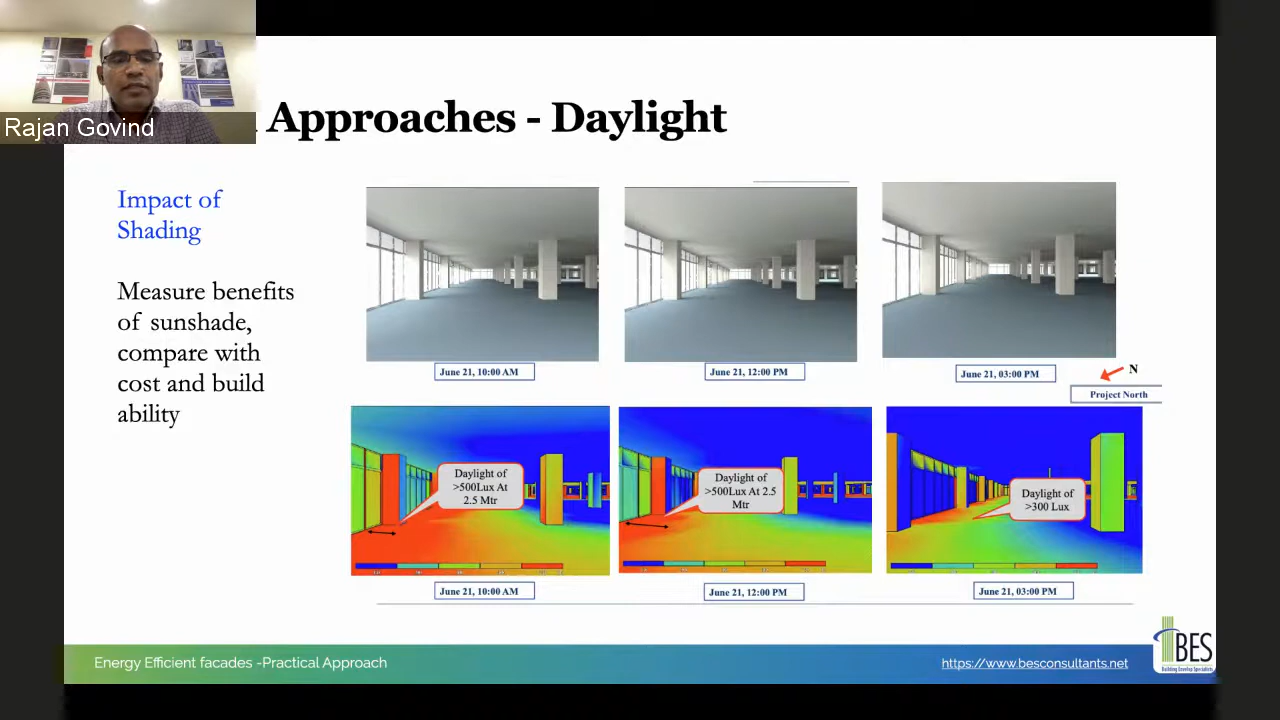 Rajan Govind
Approaches - Daylight
Impact of
Shading
Measure benefits
of sunshade,
compare with
cost and build
ability
June 21, 10:00 AM
June 21, 12:00 PM
June 21, 03:00 PM
N
Project North
Daylight of
>500Lux At
2.5 Mtr
Daylight of
>500Lux At 2.5
Mtr
Daylight of
>300 Lux
June 21, 10:00 AM
June 21, 12:00 PM
June 21, 03:00 PM
Energy Efficient facades -Practical Approach
https://www.besconsultants.net
BES
Building Envelop Specialists